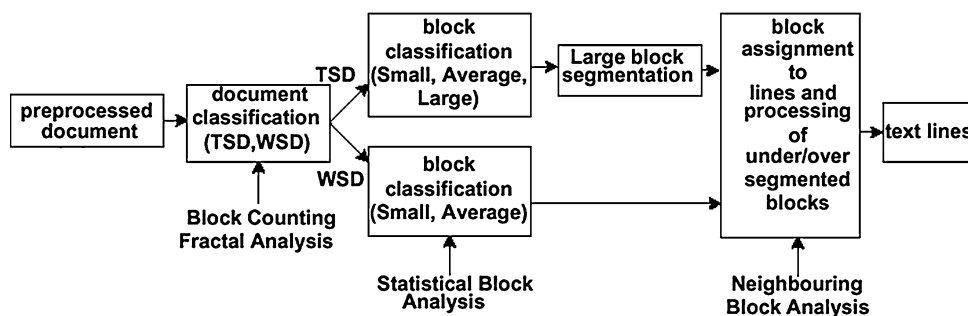 preprocessed
document
document
classification
(TSD,WSD)
Block Counting
Fractal Analysis
TSD
WSD
block
classification
(Small, Average,
Large)
block
classification
(Small, Average)
Statistical Block
Analysis
Large block
segmentation
block
assignment
to
lines and
processing
of
under/over
segmented
blocks
Neighbouring
Block Analysis
text lines